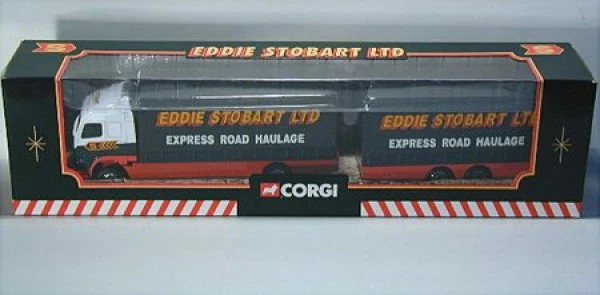 S
EDDIE STOBART LTD
S
EDDIE STOBART LTD
EXPRESS ROAD HAULAGE
EDDIE STOBART LTD
EXPRESS ROAD HAULAGE
CORGI